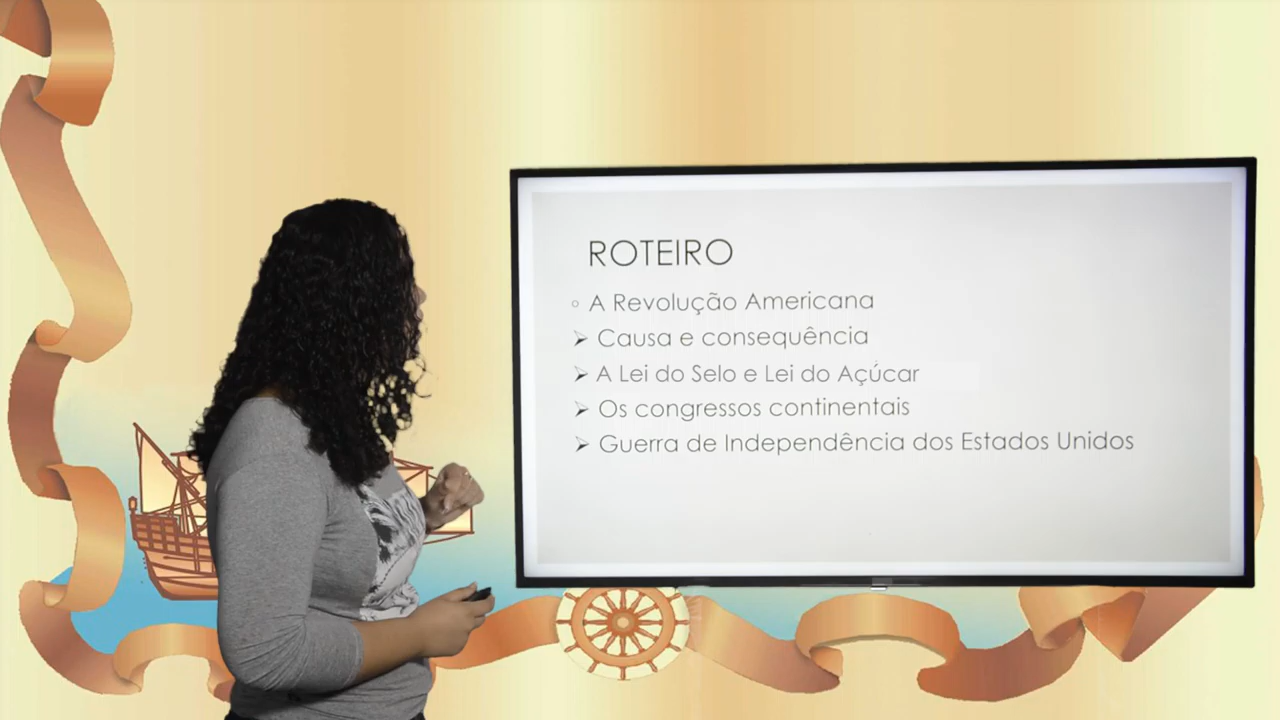 ROTEIRO
A Revolução Americana
Causa e consequência
A Lei do Selo e Lei do Açúcar
Os congressos continentais
Guerra de Independência dos Estados Unidos